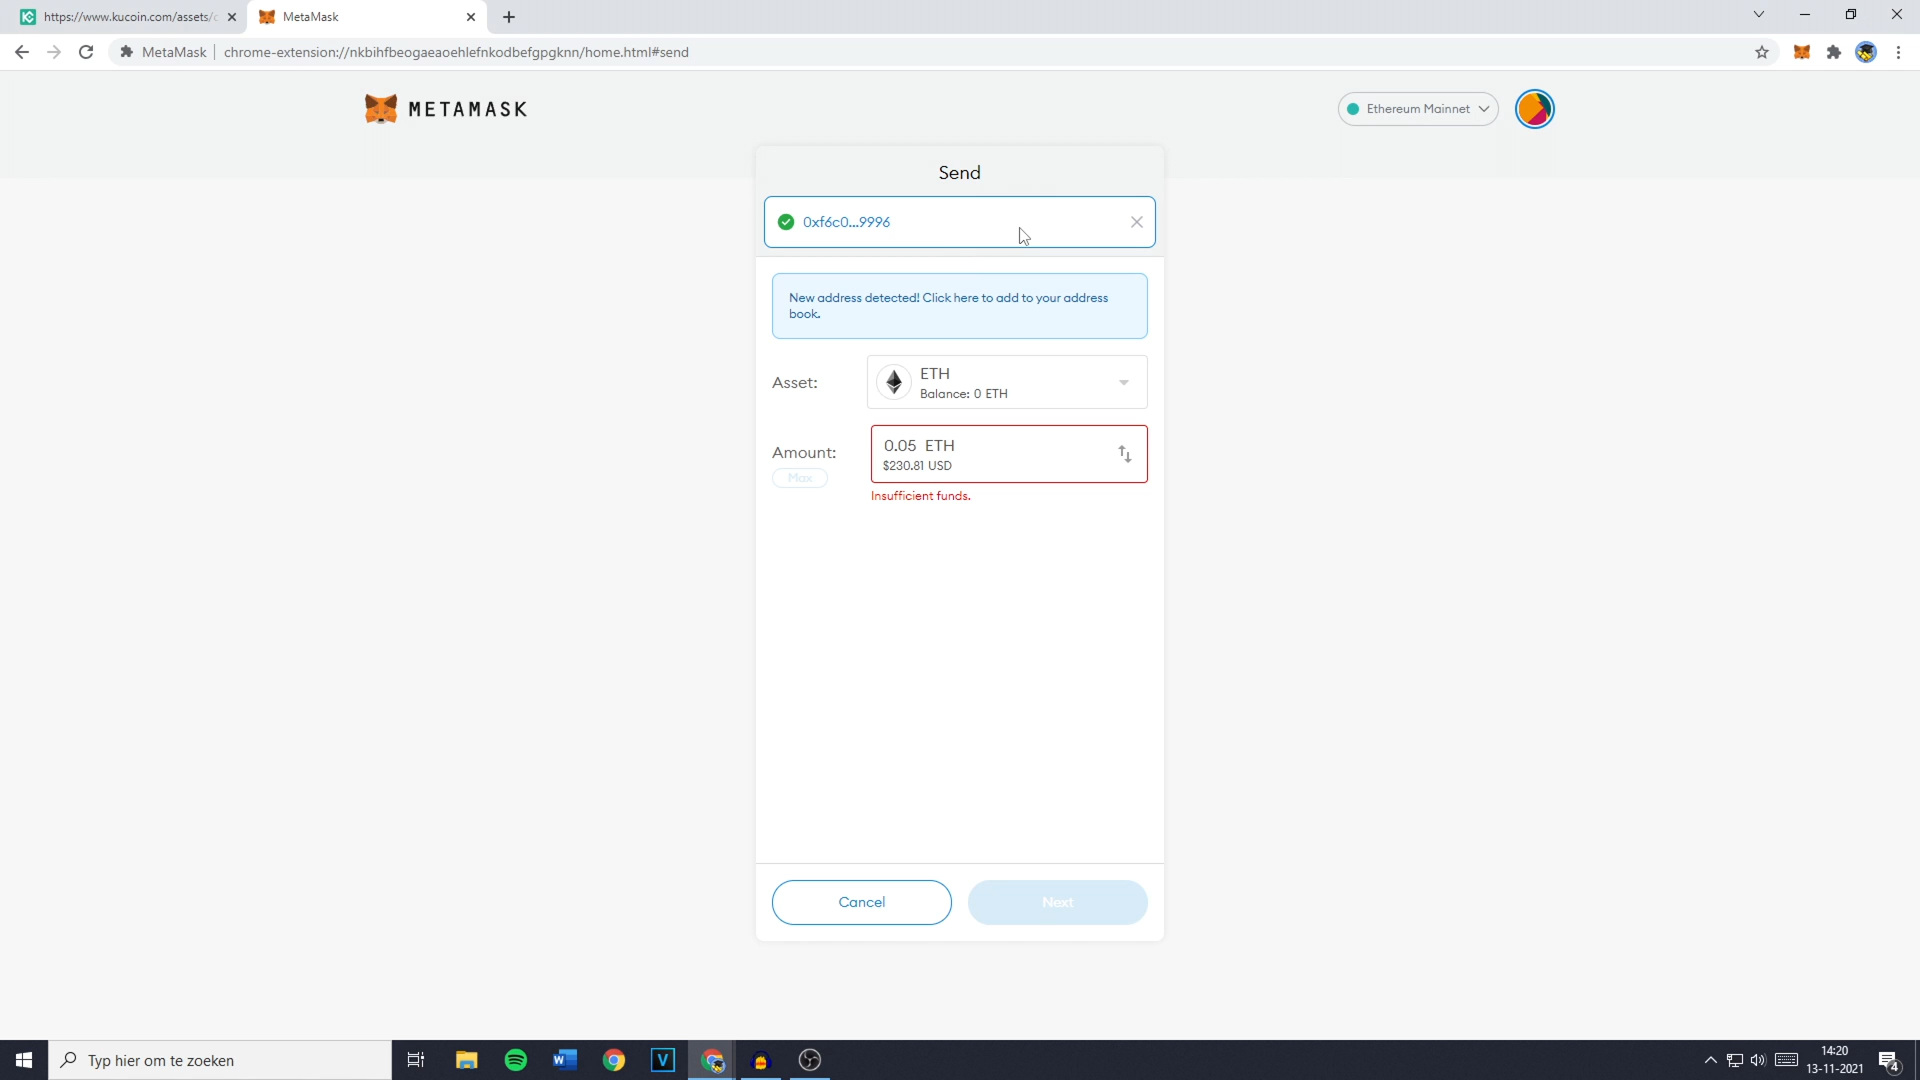 https://www.kucoin.com/assets/c
MetaMask
MetaMask
chrome-extension://nkbihfbeogaeaoehlefnkodbefgpgknn/home.html#send
METAMASK
Ethereum Mainnet
Send
0xf6c0...9996
New address detected! Click here to add to your address
book.
Asset:
ETH
Balance: 0 ETH
Amount:
Max
0.05 ETH
$230.81 USD
Insufficient funds.
Cancel
Next
Typ hier om te zoeken
14:20
13-11-2021
4